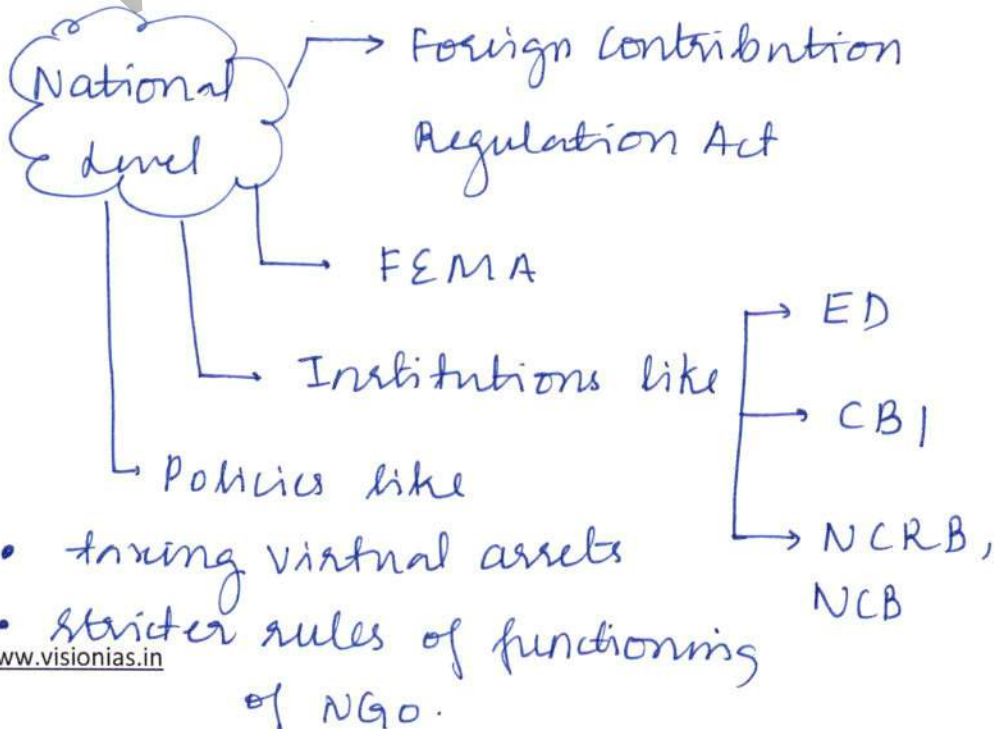 National
Level
Foreign Contribution
Regulation Act
FEMA
Institutions like
ED
CBI
NCRB,
NCB
Policies like
• taxing virtual assets
• stricter rules of functioning
of NGO.
ww.visionias.in